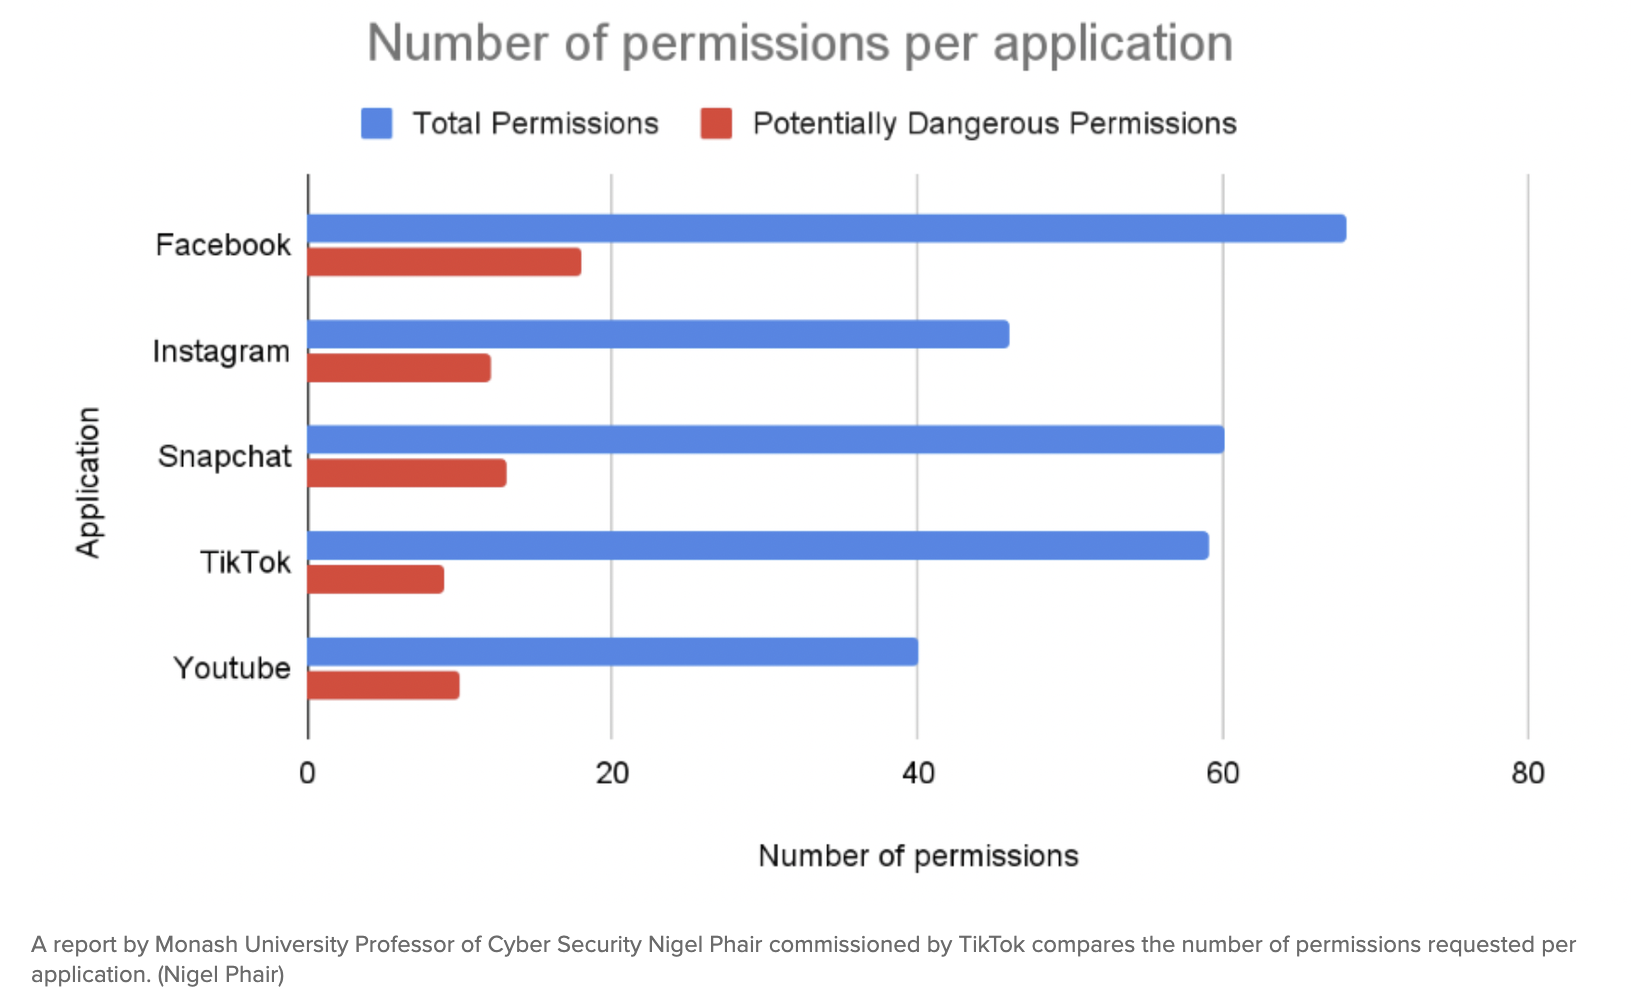 Number of permissions per application
Total Permissions Potentially Dangerous Permissions
Application
Facebook
Instagram
Snapchat
TikTok
Youtube
0 20 40 60 80
Number of permissions
A report by Monash University Professor of Cyber Security Nigel Phair commissioned by TikTok compares the number of permissions requested per
application. (Nigel Phair)